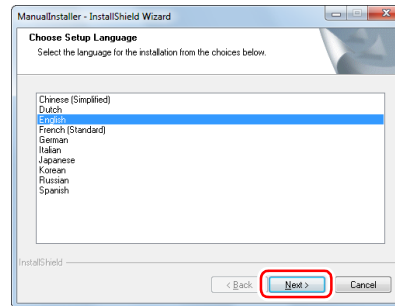 ManualInstaller - InstallShield Wizard
Choose Setup Language
Select the language for the installation from the choices below.
Chinese (Simplified)
Dutch
English
French (Standard)
German
Italian
Japanese
Korean
Russian
Spanish
InstallShield
< Back
Next >
Cancel